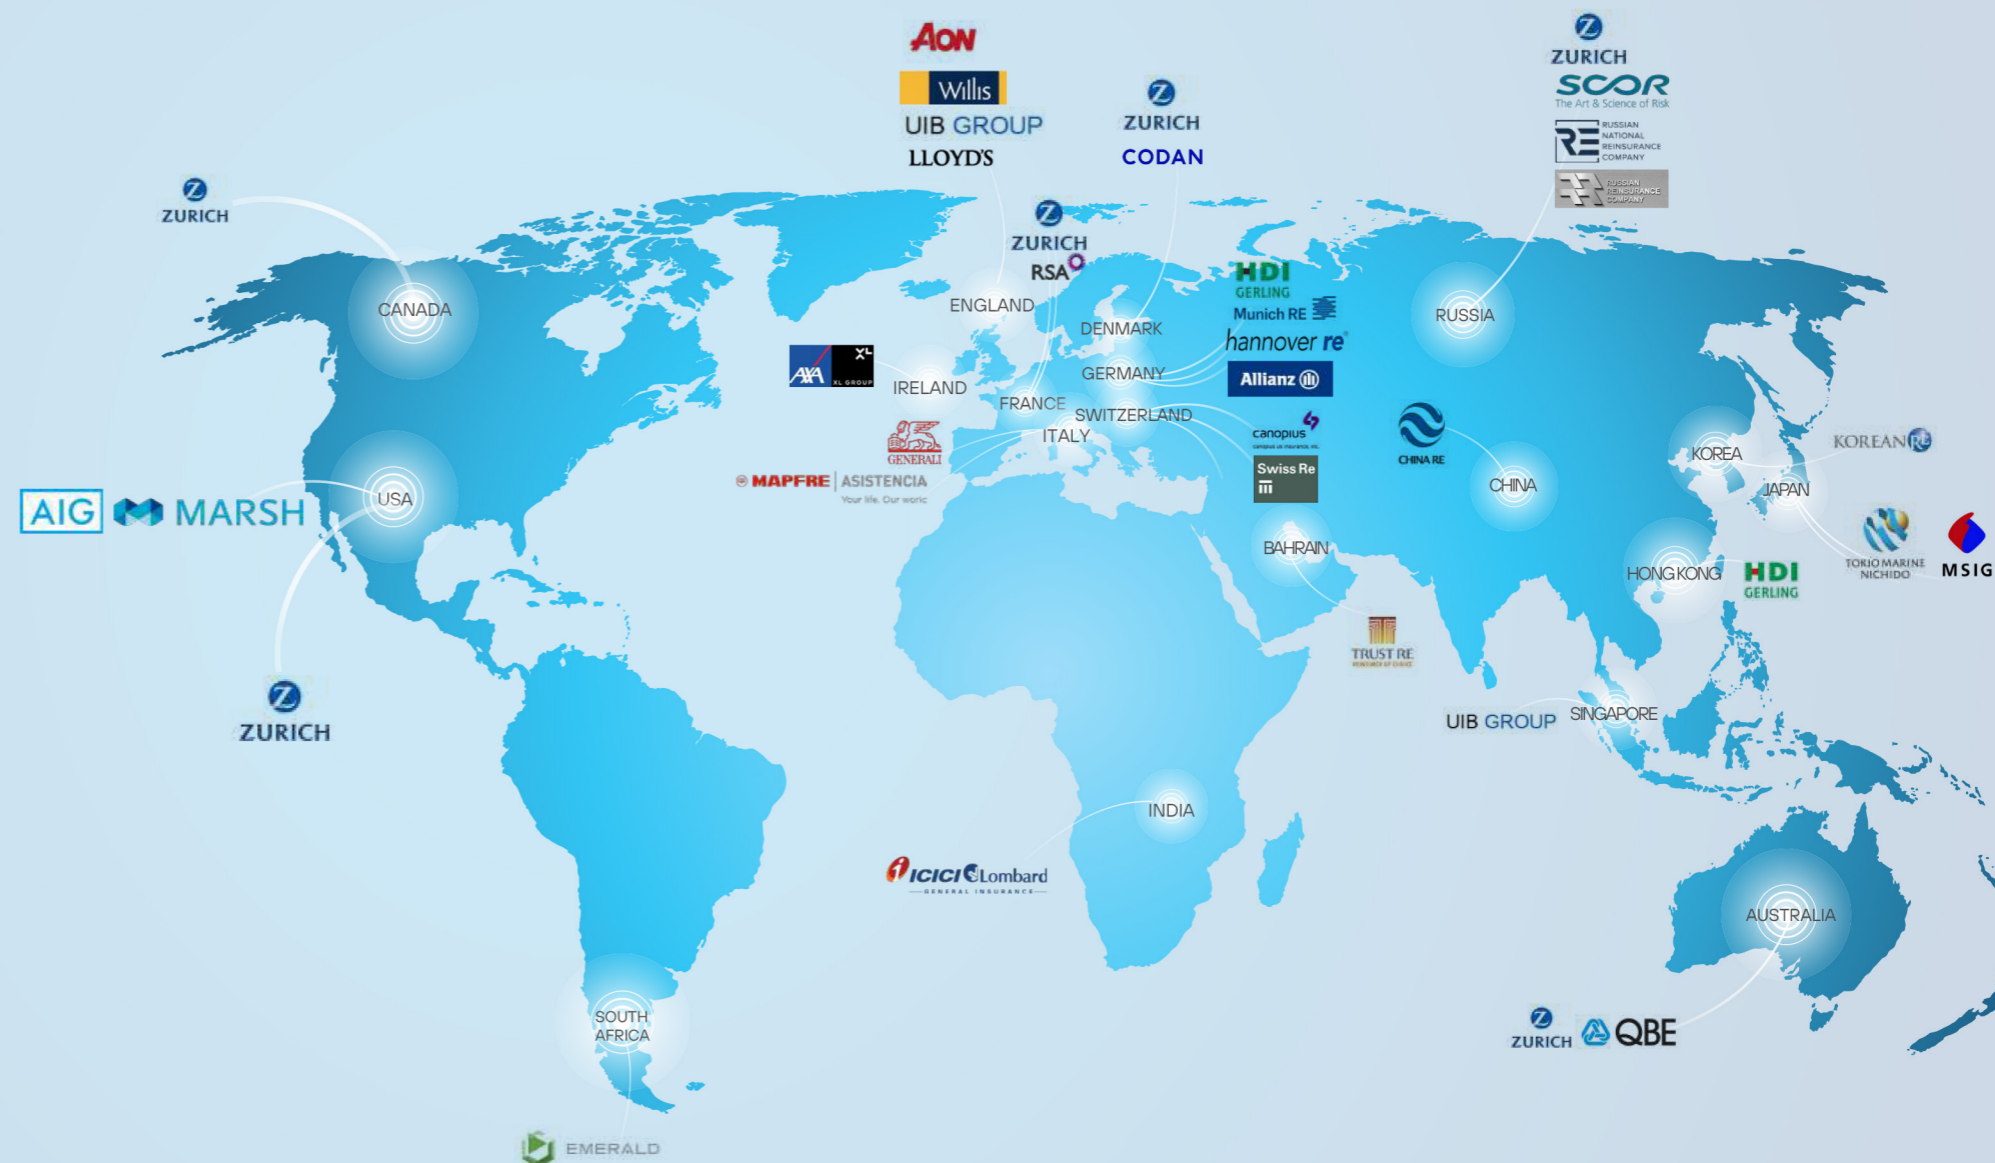 AON
Willis
UIB GROUP
LLOYD'S
ZURICH
CODAN
ZURICH
SCOR
The Art & Science of Risk
RE RUSSIAN
NATIONAL
REINSURANCE
COMPANY
RUSSIAN
REINSURANCE
COMPANY
ZURICH
ZURICH
RSA
CANADA
ENGLAND
DENMARK
HDI
GERLING
Munich RE
hannover re®
Allianz
RUSSIA
AXA XL
XL GROUP
IRELAND
GERMANY
FRANCE
SWITZERLAND
ITALY
GENERALI
MAPFRE ASISTENCIA
Your life. Our woric
canopius
Swiss Re
CHINA RE
CHINA
KOREA
KOREAN RE
JAPAN
USA
AIG MARSH
BAHRAIN
HONG KONG
HDI
GERLING
TOKIO MARINE
NICHIDO
MSIG
TRUST RE
ZURICH
UIB GROUP
SINGAPORE
INDIA
ICICI Lombard
GENERAL INSURANCE
AUSTRALIA
SOUTH
AFRICA
ZURICH QBE
EMERALD